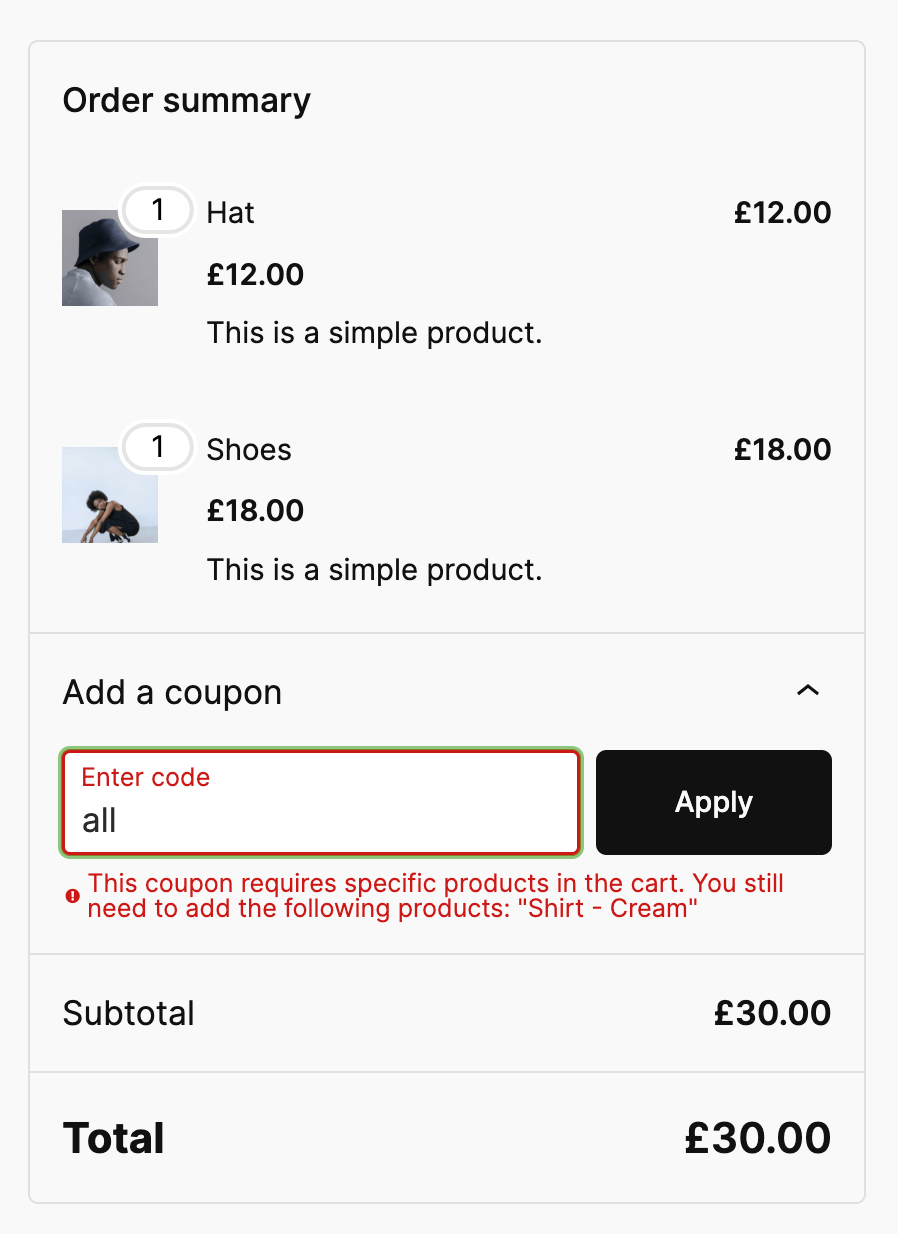 Order summary
1
Hat
£12.00
£12.00
This is a simple product.
1
Shoes
£18.00
£18.00
This is a simple product.
Add a coupon
Enter code
all
Apply
This coupon requires specific products in the cart. You still
need to add the following products: "Shirt - Cream"
Subtotal
£30.00
Total
£30.00